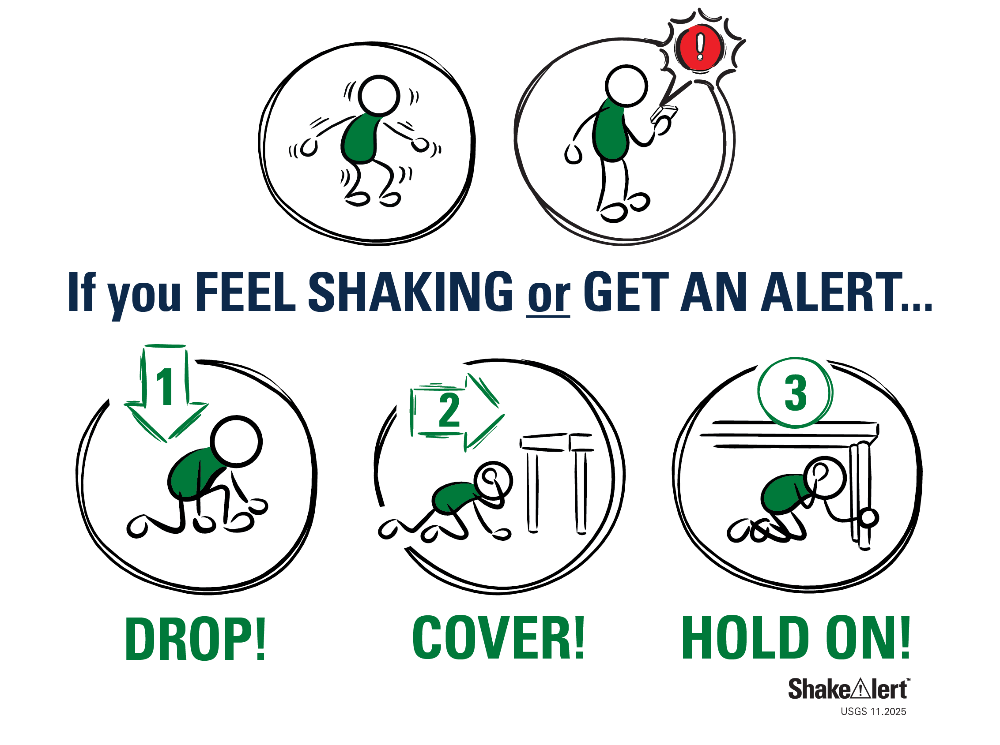 !
If you FEEL SHAKING or GET AN ALERT...
1
2
3
DROP!
COVER!
HOLD ON!
ShakeAlert™
USGS 11.2025